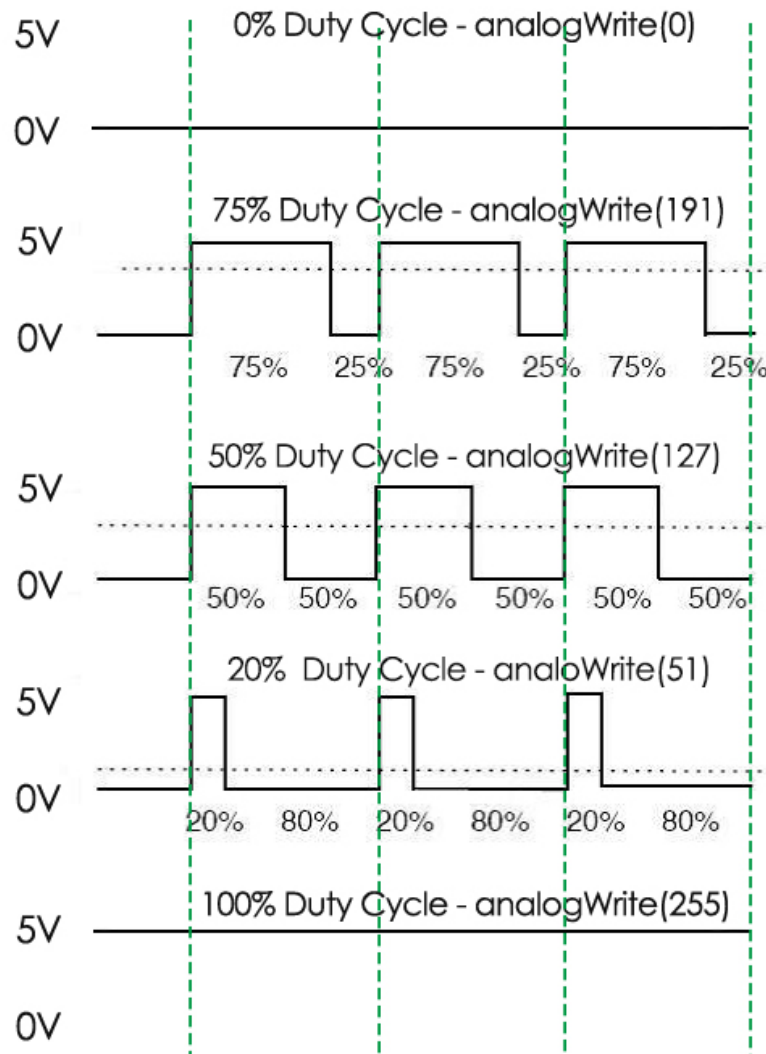 5V 0% Duty Cycle - analogWrite(0)
0V
75% Duty Cycle - analogWrite(191)
5V
0V
75% 25% 75% 25% 75% 25%
50% Duty Cycle - analogWrite(127)
5V
0V
50% 50% 50% 50% 50% 50%
20% Duty Cycle - analoWrite(51)
5V
0V
20% 80% 20% 80% 20% 80%
100% Duty Cycle - analogWrite(255)
5V
0V